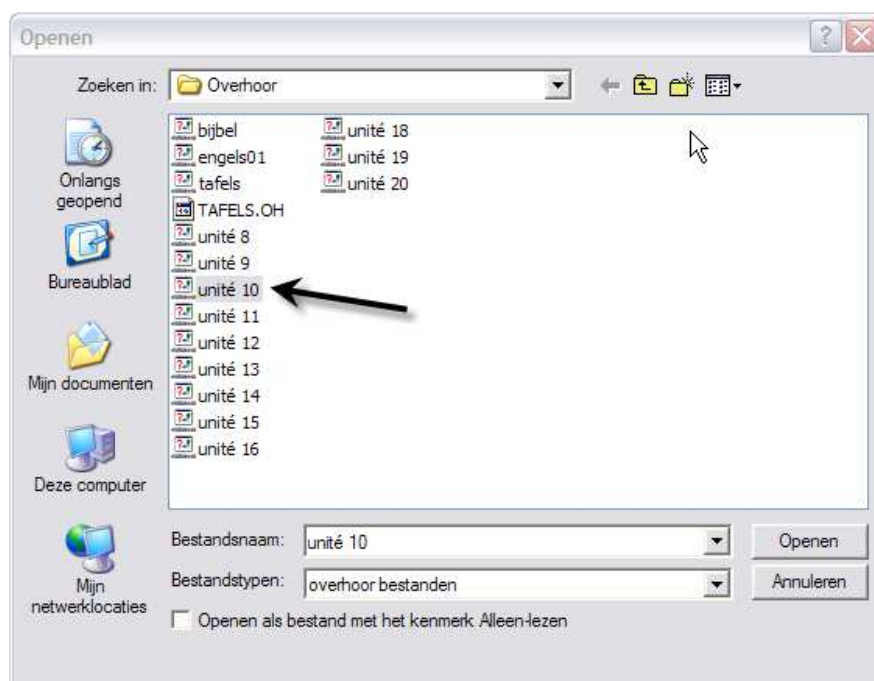 Openen
Zoeken in: Overhoor
Onlangs
geopend
Bureaublad
Mijn documenten
Deze computer
Mijn
netwerklocaties
bijbel
engels01
tafels
TAFELS.OH
unité 8
unité 9
unité 10
unité 11
unité 12
unité 13
unité 14
unité 15
unité 16
unité 18
unité 19
unité 20
Bestandsnaam: unité 10 Openen
Bestandstypen: overhoor bestanden Annuleren
Openen als bestand met het kenmerk Alleen-lezen